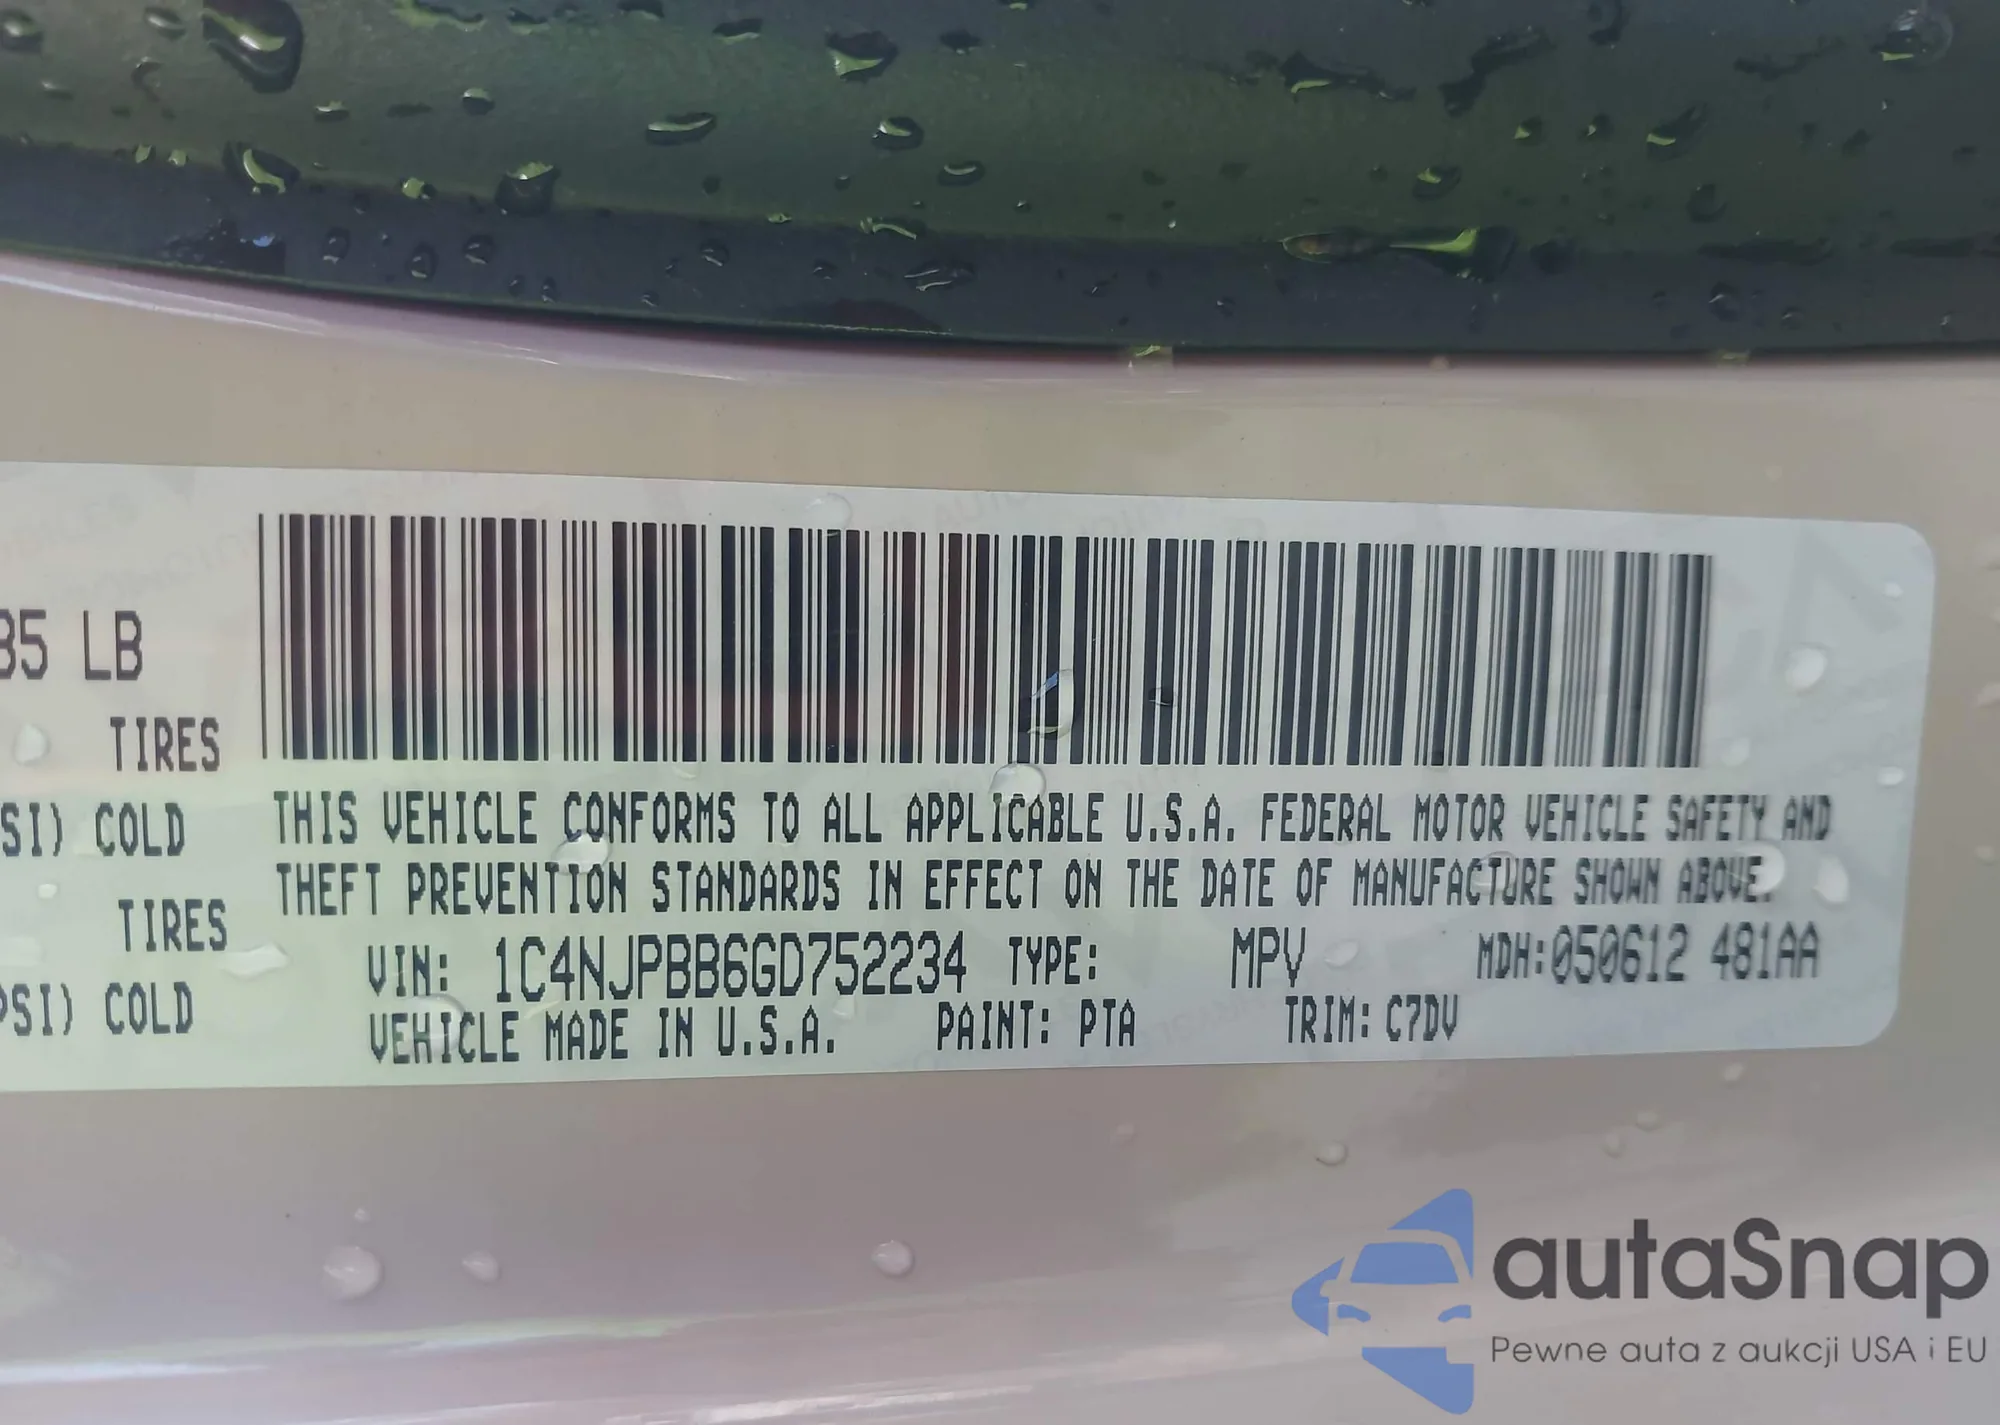 35 LB
TIRES
SI) COLD
TIRES
PSI) COLD
THIS VEHICLE CONFORMS TO ALL APPLICABLE U.S.A. FEDERAL MOTOR VEHICLE SAFETY AND
THEFT PREVENTION STANDARDS IN EFFECT ON THE DATE OF MANUFACTURE SHOWN ABOVE.
VIN: 1C4NJPBB6GD752234 TYPE: MPV MDH:050612 481AA
VEHICLE MADE IN U.S.A. PAINT: PTA TRIM: C7DV
autaSnap
Pewne auta z aukcji USA i EU